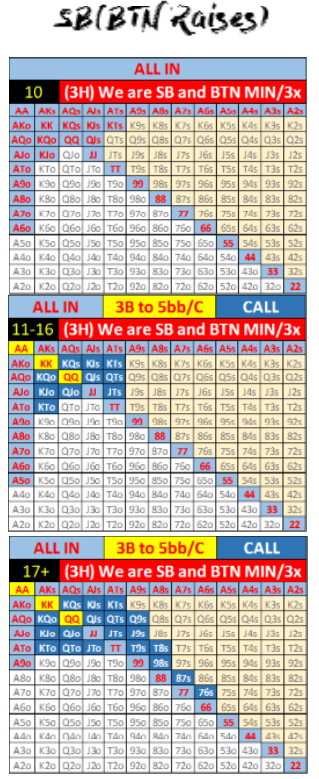 SB(BTN Raises)
ALL IN
10 (3H) We are SB and BTN MIN/3x
AA AKs AQs AJs ATs A9s A8s A7s A6s A5s A4s A3s A2s
AKo KK KQs KJs KTs K9s K8s K7s K6s K5s K4s K3s K2s
AQo KQo QQ QJs QTs Q9s Q8s Q7s Q6s Q5s Q4s Q3s Q2s
AJo KJo QJo JJ JTs J9s J8s J7s J6s J5s J4s J3s J2s
ATo KTo QTo JTo TT T9s T8s T7s T6s T5s T4s T3s T2s
A9o K9o Q9o J9o T9o 99 98s 97s 96s 95s 94s 93s 92s
A8o K8o Q8o J8o T8o 98o 88 87s 86s 85s 84s 83s 82s
A7o K7o Q7o J7o T7o 97o 87o 77 76s 75s 74s 73s 72s
A6o K6o Q6o J6o T6o 96o 86o 76o 66 65s 64s 63s 62s
A5o K5o Q5o J5o T5o 95o 85o 75o 65o 55 54s 53s 52s
A4o K4o Q4o J4o T4o 94o 84o 74o 64o 54o 44 43s 42s
A3o K3o Q3o J3o T3o 93o 83o 73o 63o 53o 43o 33 32s
A2o K2o Q2o J2o T2o 92o 82o 72o 62o 52o 42o 32o 22
ALL IN 3B to 5bb/C CALL
11-16 (3H) We are SB and BTN MIN/3x
AA AKs AQs AJs ATs A9s A8s A7s A6s A5s A4s A3s A2s
AKo KK KQs KJs KTs K9s K8s K7s K6s K5s K4s K3s K2s
AQo KQo QQ QJs QTs Q9s Q8s Q7s Q6s Q5s Q4s Q3s Q2s
AJo KJo QJo JJ JTs J9s J8s J7s J6s J5s J4s J3s J2s
ATo KTo QTo JTo TT T9s T8s T7s T6s T5s T4s T3s T2s
A9o K9o Q9o J9o T9o 99 98s 97s 96s 95s 94s 93s 92s
A8o K8o Q8o J8o T8o 98o 88 87s 86s 85s 84s 83s 82s
A7o K7o Q7o J7o T7o 97o 87o 77 76s 75s 74s 73s 72s
A6o K6o Q6o J6o T6o 96o 86o 76o 66 65s 64s 63s 62s
A5o K5o Q5o J5o T5o 95o 85o 75o 65o 55 54s 53s 52s
A4o K4o Q4o J4o T4o 94o 84o 74o 64o 54o 44 43s 42s
A3o K3o Q3o J3o T3o 93o 83o 73o 63o 53o 43o 33 32s
A2o K2o Q2o J2o T2o 92o 82o 72o 62o 52o 42o 32o 22
ALL IN 3B to 5bb/C CALL
17+ (3H) We are SB and BTN MIN/3x
AA AKs AQs AJs ATs A9s A8s A7s A6s A5s A4s A3s A2s
AKo KK KQs KJs KTs K9s K8s K7s K6s K5s K4s K3s K2s
AQo KQo QQ QJs QTs Q9s Q8s Q7s Q6s Q5s Q4s Q3s Q2s
AJo KJo QJo JJ JTs J9s J8s J7s J6s J5s J4s J3s J2s
ATo KTo QTo JTo TT T9s T8s T7s T6s T5s T4s T3s T2s
A9o K9o Q9o J9o T9o 99 98s 97s 96s 95s 94s 93s 92s
A8o K8o Q8o J8o T8o 98o 88 87s 86s 85s 84s 83s 82s
A7o K7o Q7o J7o T7o 97o 87o 77 76s 75s 74s 73s 72s
A6o K6o Q6o J6o T6o 96o 86o 76o 66 65s 64s 63s 62s
A5o K5o Q5o J5o T5o 95o 85o 75o 65o 55 54s 53s 52s
A4o K4o Q4o J4o T4o 94o 84o 74o 64o 54o 44 43s 42s
A3o K3o Q3o J3o T3o 93o 83o 73o 63o 53o 43o 33 32s
A2o K2o Q2o J2o T2o 92o 82o 72o 62o 52o 42o 32o 22